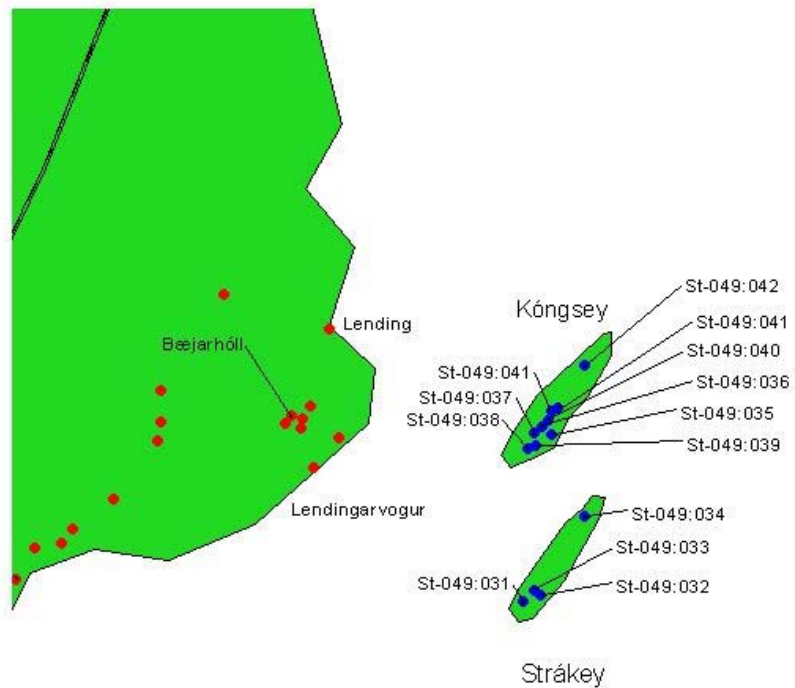 St-049:042
Kóngsey
Lending
St-049:041
Bæjarhóll
St-049:040
St-049:041
St-049:036
St-049:037
St-049:035
St-049:038
St-049:039
Lendingarvogur
St-049:034
St-049:033
St-049:031
St-049:032
Strákey